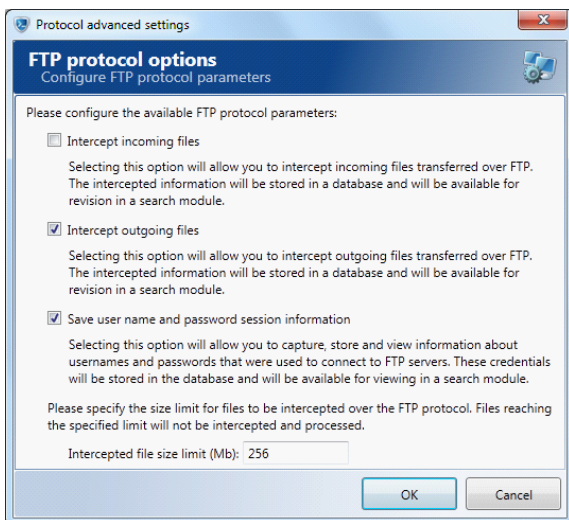 Protocol advanced settings
FTP protocol options
Configure FTP protocol parameters
Please configure the available FTP protocol parameters:
Intercept incoming files
Selecting this option will allow you to intercept incoming files transferred over FTP.
The intercepted information will be stored in a database and will be available for
revision in a search module.
Intercept outgoing files
Selecting this option will allow you to intercept outgoing files transferred over FTP.
The intercepted information will be stored in a database and will be available for
revision in a search module.
Save user name and password session information
Selecting this option will allow you to capture, store and view information about
usernames and passwords that were used to connect to FTP servers. These credentials
will be stored in the database and will be available for viewing in a search module.
Please specify the size limit for files to be intercepted over the FTP protocol. Files reaching
the specified limit will not be intercepted and processed.
Intercepted file size limit (Mb): 256
OK Cancel